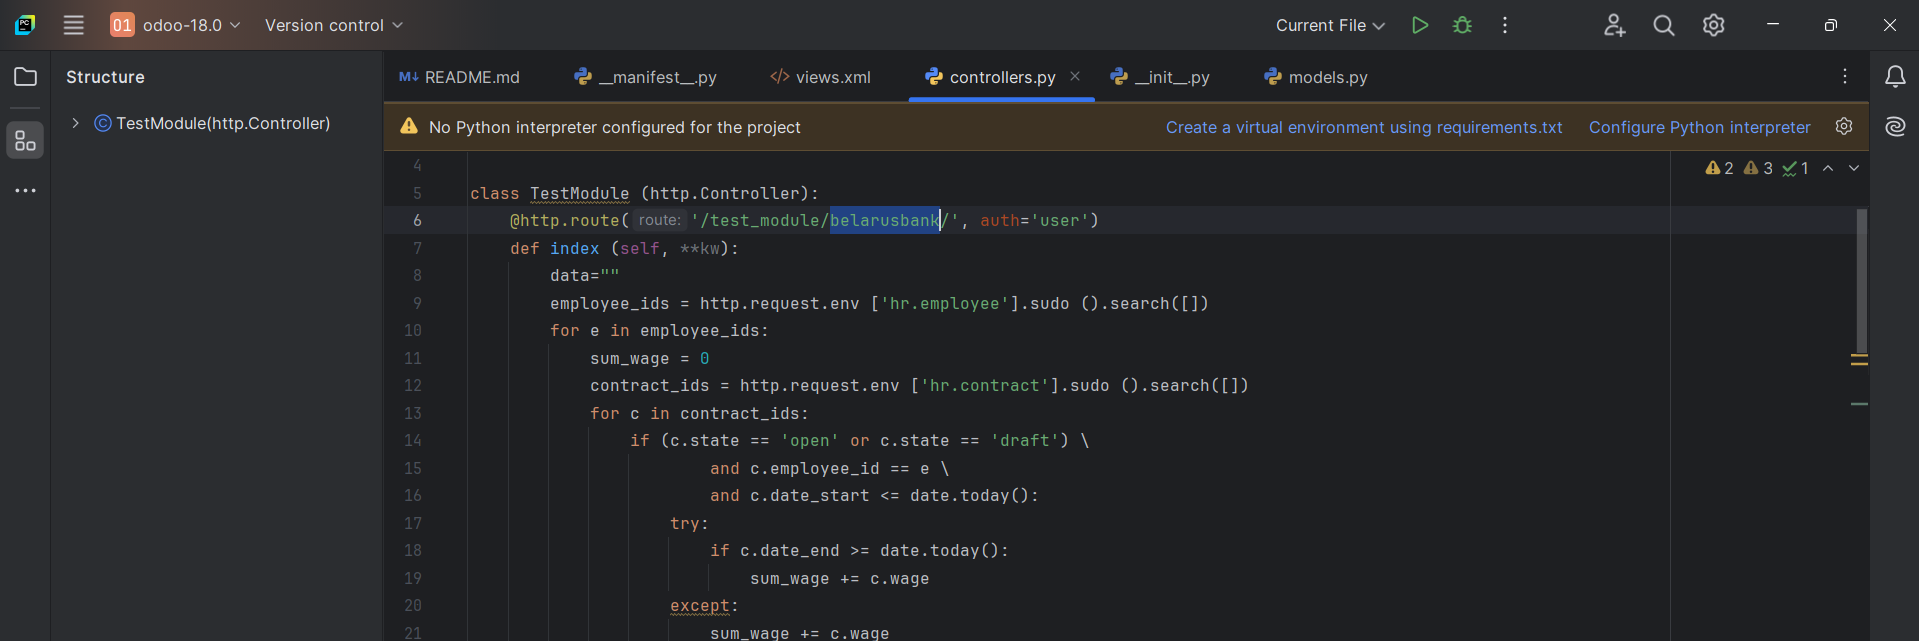 PC
01 odoo-18.0 Version control Current File
Structure
TestModule(http.Controller)
M↓ README.md __manifest__.py </> views.xml controllers.py __init__.py models.py
No Python interpreter configured for the project Create a virtual environment using requirements.txt Configure Python interpreter
2 3 1
4
5 class TestModule (http.Controller):
6 @http.route( route: '/test_module/belarusbank/', auth='user')
7 def index (self, **kw):
8 data=""
9 employee_ids = http.request.env ['hr.employee'].sudo ().search([])
10 for e in employee_ids:
11 sum_wage = 0
12 contract_ids = http.request.env ['hr.contract'].sudo ().search([])
13 for c in contract_ids:
14 if (c.state == 'open' or c.state == 'draft') \
15 and c.employee_id == e \
16 and c.date_start <= date.today():
17 try:
18 if c.date_end >= date.today():
19 sum_wage += c.wage
20 except:
21 sum_wage += c.wage